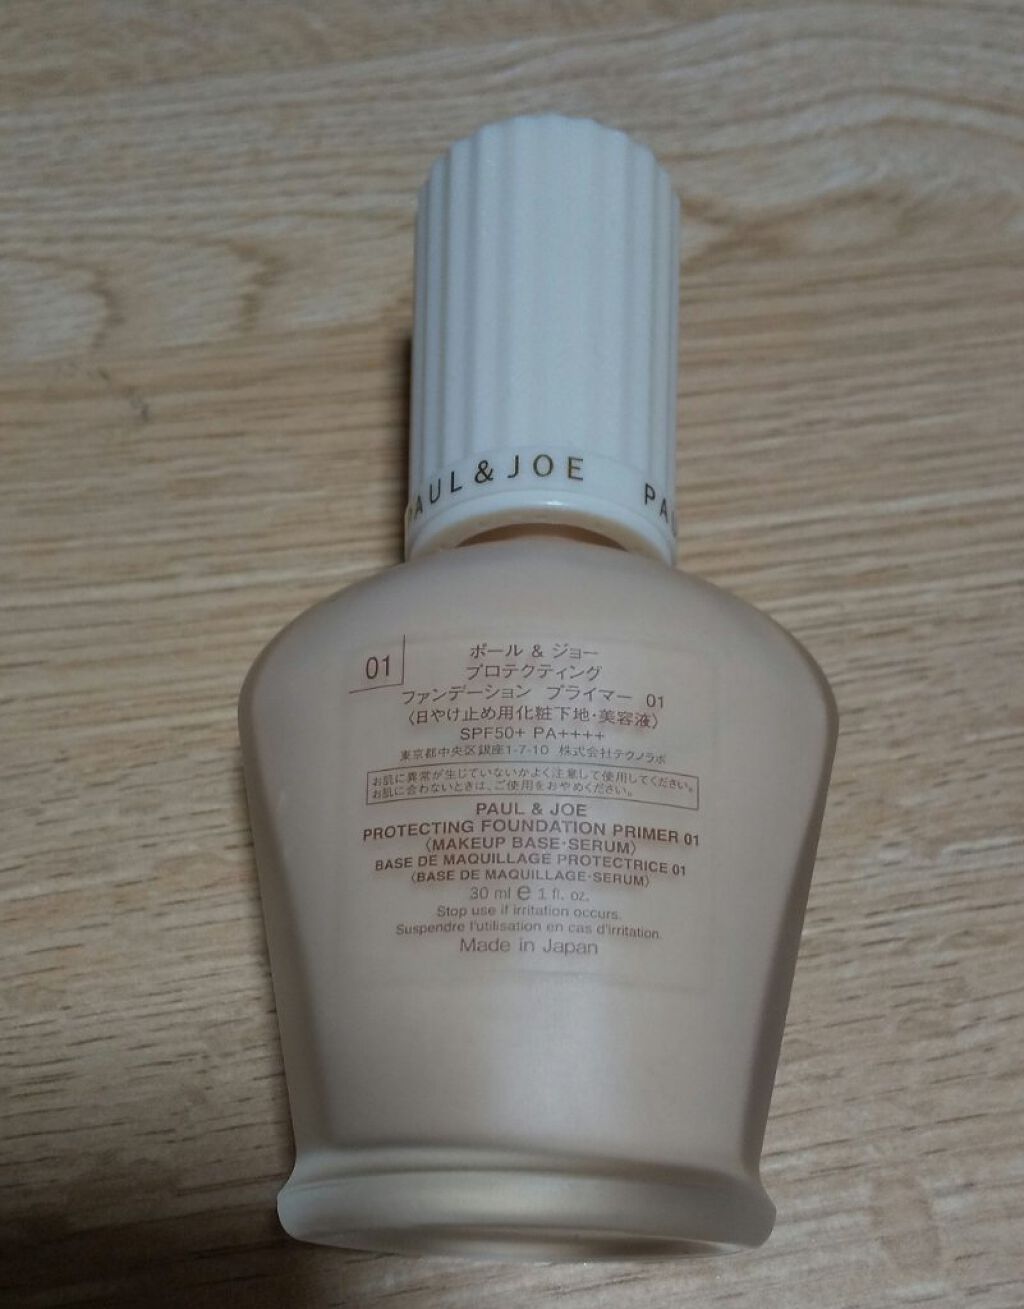 PAUL & JOE PA
01
ポール & ジョー
プロテクティング
ファンデーション プライマー 01
〈日やけ止め用化粧下地・美容液〉
SPF50+ PA++++
東京都中央区銀座1-7-10 株式会社テクノラボ
お肌に異常が生じていないかよく注意して使用してください。
お肌に合わないときは、ご使用をおやめください。
PAUL & JOE
PROTECTING FOUNDATION PRIMER 01
〈MAKEUP BASE·SERUM〉
BASE DE MAQUILLAGE PROTECTRICE 01
〈BASE DE MAQUILLAGE·SERUM〉
30 ml ℮ 1 fl. oz.
Stop use if irritation occurs.
Suspendre l'utilisation en cas d'irritation.
Made in Japan